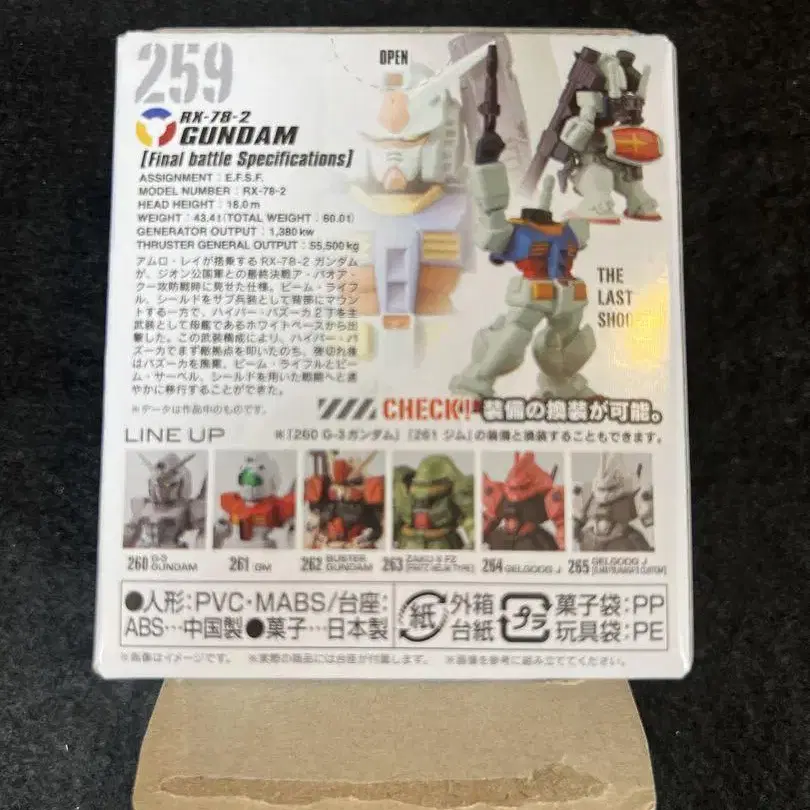 259
OPEN
RX-78-2
GUNDAM
[Final battle Specifications]
ASSIGNMENT : E.F.S.F.
MODEL NUMBER : RX-78-2
HEAD HEIGHT : 18.0m
WEIGHT : 43.4t(TOTAL WEIGHT : 60.0t)
GENERATOR OUTPUT : 1,380kw
THRUSTER GENERAL OUTPUT : 55,500kg
アムロ・レイが搭乗する RX-78-2 ガンダム
が、ジオン公国軍との最終決戦ア・バオア・
クー攻防戦時に見せた仕様。ビーム・ライフ
ル、シールドをサブ兵装として背部にマウン
トする一方で、ハイパー・バズーカ2丁を主
武装として母艦であるホワイトベースから出
撃した。この武装構成により、ハイパー・バ
ズーカでまず敵拠点を叩いたのち、弾切れ後
はバズーカを廃棄、ビーム・ライフルとビー
ム・サーベル、シールドを用いた戦術へと速
やかに移行することができた。
※データは作品中のものです。
THE
LAST
SHOO
CHECK! 装備の換装が可能。
LINE UP
※「260 G-3ガンダム」「261 ジム」の装備と換装することもできます。
260 G-3 GUNDAM
261 GM
262 BUSTER GUNDAM
263 ZAKU II FZ [FRITZ HELM TYPE]
264 GELGOOG J
265 GELGOOG J
●人形:PVC・MABS/台座:
ABS…中国製●菓子…日本製
紙 外箱 台紙
プラ 菓子袋:PP
玩具袋:PE
※画像はイメージです。 ※実際の商品には台座が付属します。 ※画像を参考に組み立ててください。